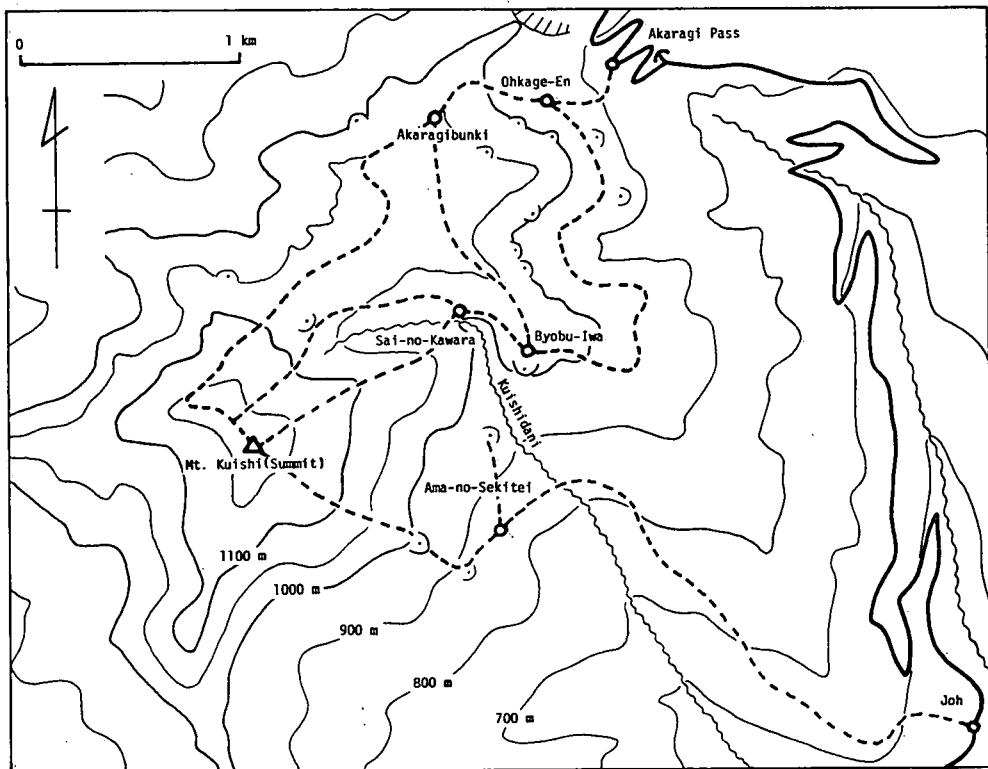 0 1 km
Akaragi Pass
Ohkage-En
Akaragibunki
Sai-no-Kawara
Byobu-Iwa
Kuishidani
Mt. Kuishi(Summit)
Ama-no-Sekitei
1100 m
1000 m
900 m
800 m
700 m
Joh